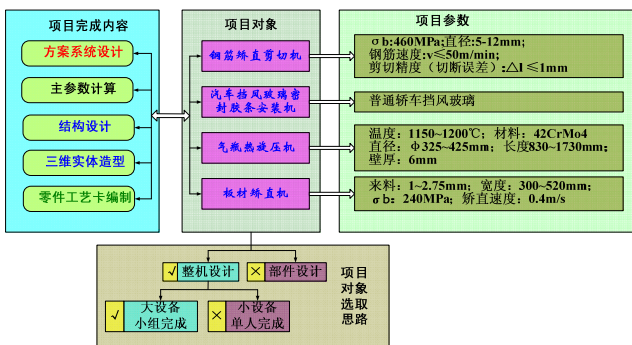 项目完成内容
方案系统设计
主参数计算
结构设计
三维实体造型
零件工艺卡编制
项目对象
钢筋矫直剪切机
汽车挡风玻璃密
封胶条安装机
气瓶热旋压机
板材矫直机
项目参数
σb:460MPa;直径:5-12mm;
钢筋速度:v≤50m/min;
剪切精度（切断误差）:△l≤1mm
普通轿车挡风玻璃
温度：1150~1200℃；材料：42CrMo4
直径：Φ325~425mm；长度830~1730mm；
壁厚：6mm
来料：1~2.75mm；宽度：300~520mm；
σb：240MPa；矫直速度：0.4m/s
√ 整机设计
× 部件设计
√ 大设备
小组完成
× 小设备
单人完成
项目
对象
选取
思路